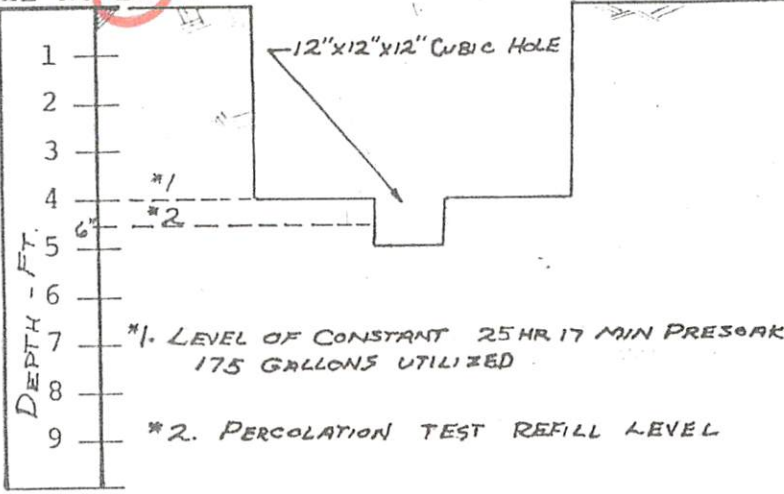 12"x12"x12" CUBIC HOLE
1
2
3
4
*1
*2
6"
5
6
7
8
9
DEPTH - FT.
*1. LEVEL OF CONSTANT 25 HR 17 MIN PRESOAK
175 GALLONS UTILIZED
*2. PERCOLATION TEST REFILL LEVEL